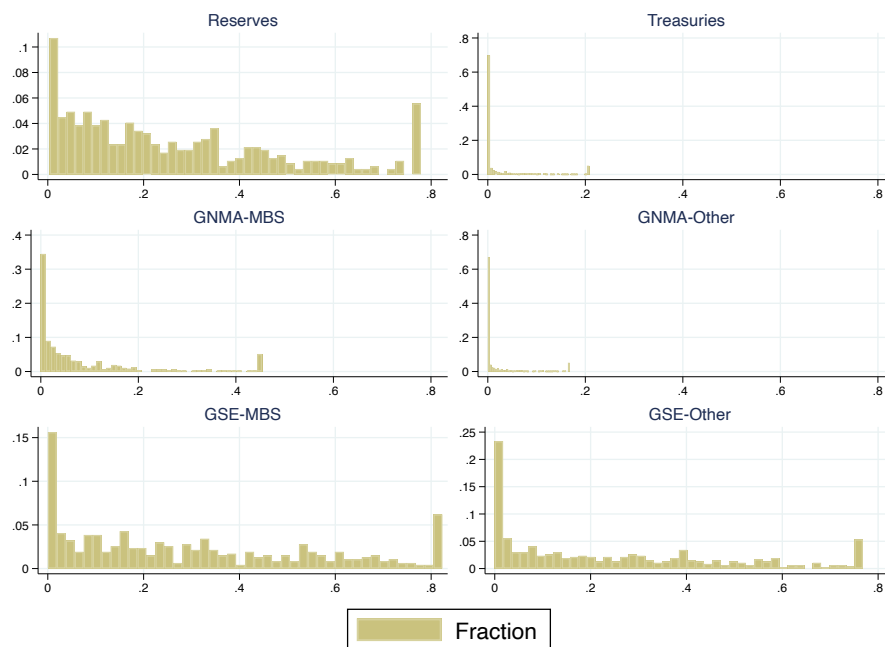 Reserves
.1
.08
.06
.04
.02
0
0 .2 .4 .6 .8
Treasuries
.8
.6
.4
.2
0
0 .2 .4 .6 .8
GNMA-MBS
.4
.3
.2
.1
0
0 .2 .4 .6 .8
GNMA-Other
.8
.6
.4
.2
0
0 .2 .4 .6 .8
GSE-MBS
.15
.1
.05
0
0 .2 .4 .6 .8
GSE-Other
.25
.2
.15
.1
.05
0
0 .2 .4 .6 .8
Fraction